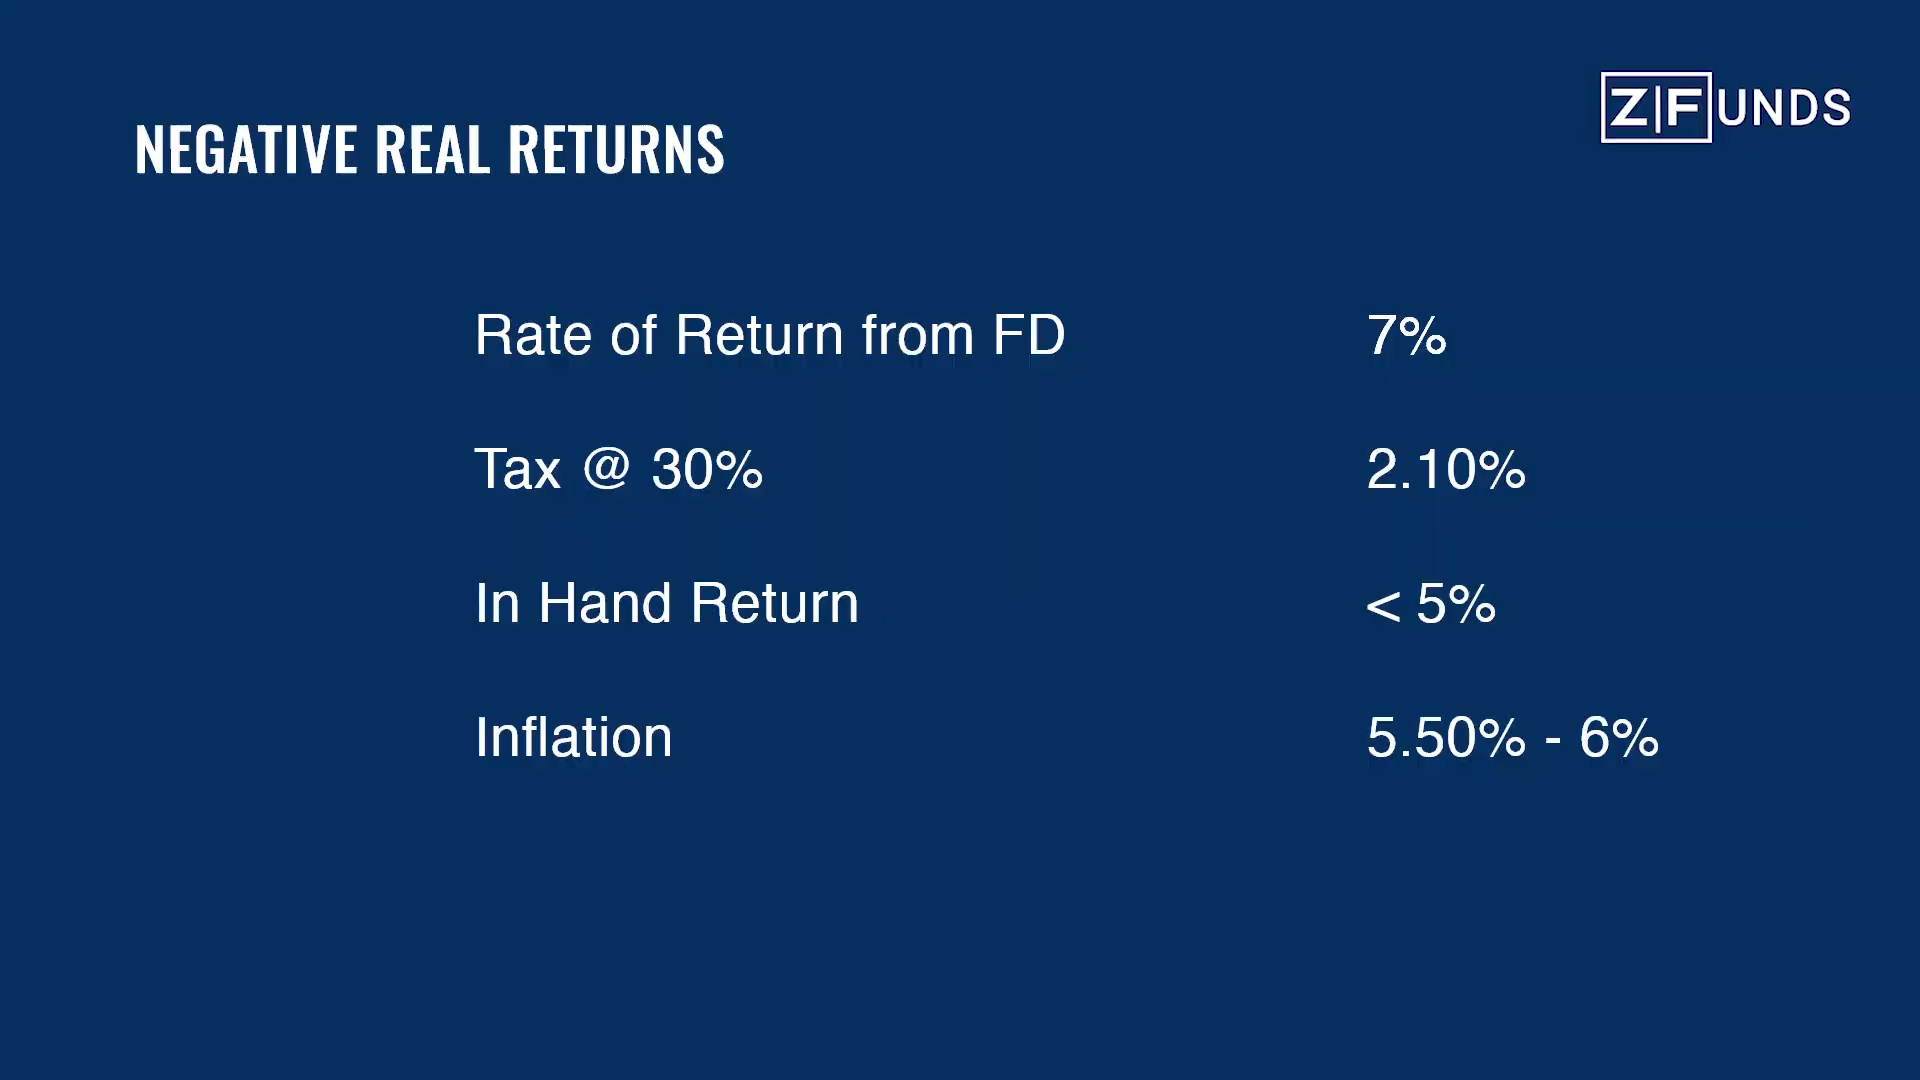 Z|FUNDS
NEGATIVE REAL RETURNS
Rate of Return from FD 7%
Tax @ 30% 2.10%
In Hand Return < 5%
Inflation 5.50% - 6%